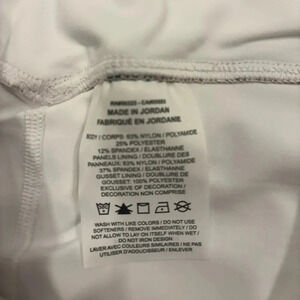 MADE IN JORDAN
FABRIQUÉ EN JORDANIE
BODY / CORPS: 63% NYLON / POLYAMIDE
25% POLYESTER
12% SPANDEX / ELASTHANNE
PANELS LINING / DOUBLURE DES
PANNEAUX: 63% NYLON / POLYAMIDE
37% SPANDEX / ELASTHANNE
GUSSET LINING / DOUBLURE DE
GOUSSET: 100% POLYESTER
EXCLUSIVE OF DECORATION /
DECORATION NON COMPRISE
WASH WITH LIKE COLORS / DO NOT USE
SOFTENERS / REMOVE IMMEDIATELY / DO
NOT ALLOW TO LAY ON ITSELF WHEN WET /
DO NOT IRON DESIGN
LAVER AVEC COULEURS SIMILAIRES / NE PAS
UTILISER D'ADOUCISSEUR / ENLEVER